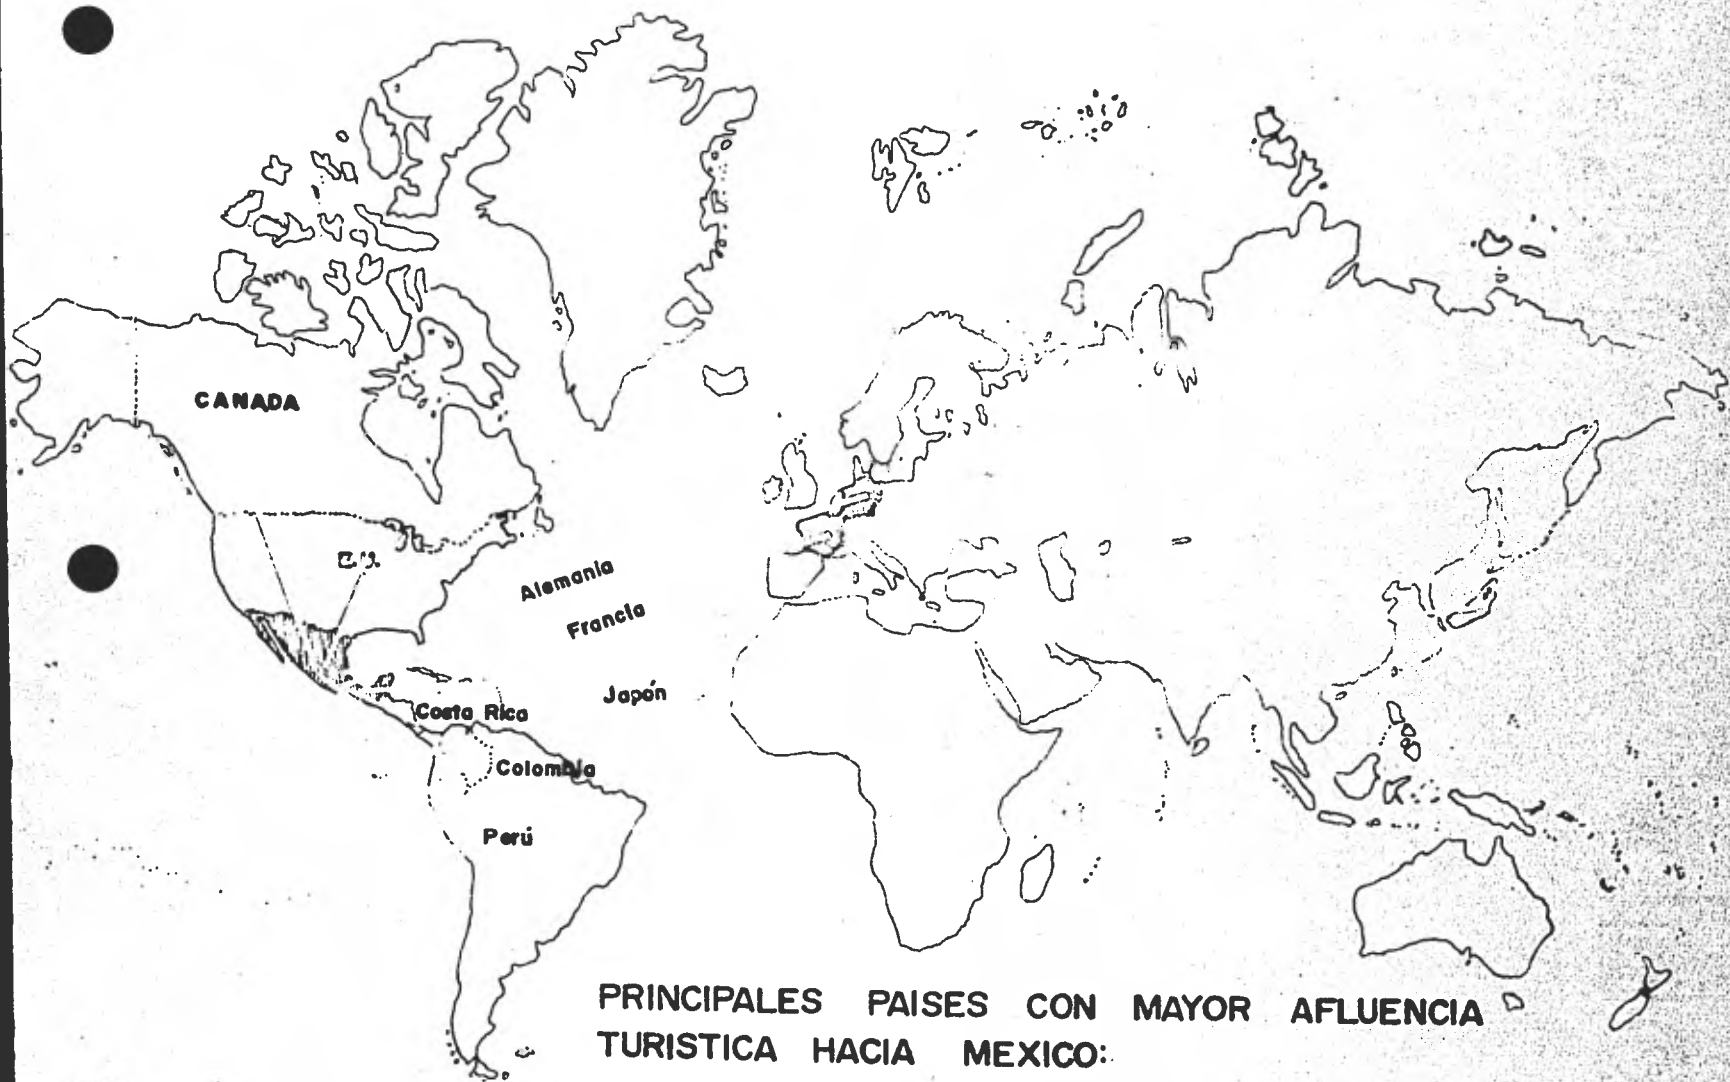 CANADA
E.U.
Alemania
Francia
Japón
Costa Rica
Colombia
Perú
PRINCIPALES PAISES CON MAYOR AFLUENCIA
TURISTICA HACIA MEXICO: